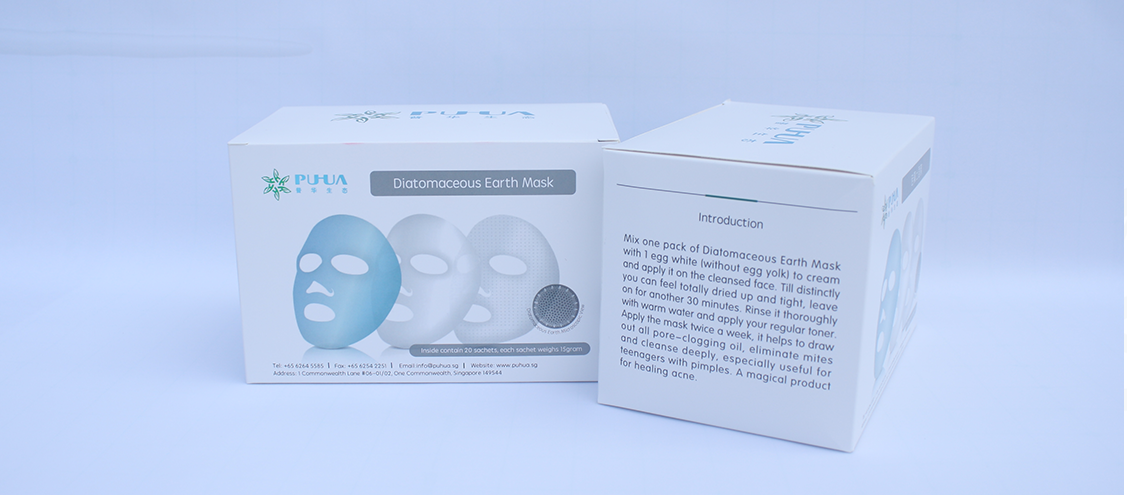 PUHUA
PUHUA
普华生态
Diatomaceous Earth Mask
Inside contain 20 sachets, each sachet weighs 15gram
Tel: +65 6264 5585 | Fax: +65 6254 2251 | Email info@puhua.sg | Website: www.puhua.sg
Address: 1 Commonwealth Lane #06-01/02, One Commonwealth, Singapore 149544
PUHUA
Introduction
Mix one pack of Diatomaceous Earth Mask
with 1 egg white (without egg yolk) to cream
and apply it on the cleansed face. Till distinctly
you can feel totally dried up and tight, leave
on for another 30 minutes. Rinse it thoroughly
with warm water and apply your regular toner.
Apply the mask twice a week, it helps to draw
out all pore-clogging oil, eliminate mites
and cleanse deeply, especially useful for
teenagers with pimples. A magical product
for healing acne.